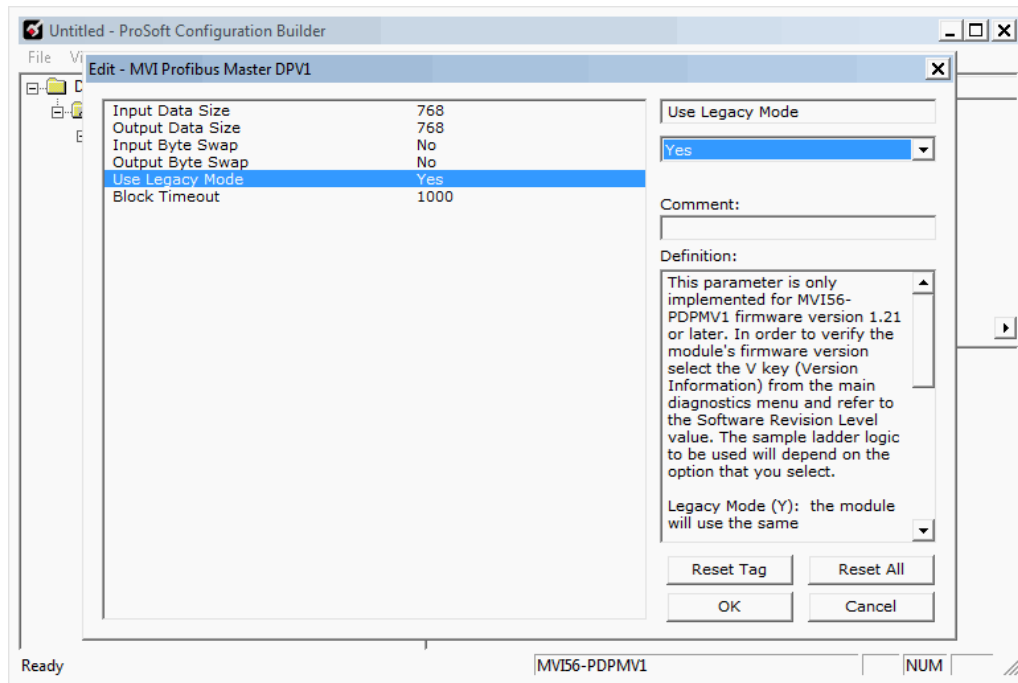 Untitled - ProSoft Configuration Builder
File Vi
Edit - MVI Profibus Master DPV1
D
Input Data Size 768
Output Data Size 768
Input Byte Swap No
Output Byte Swap No
Use Legacy Mode Yes
Block Timeout 1000
Use Legacy Mode
Yes
Comment:
Definition:
This parameter is only
implemented for MVI56-
PDPMV1 firmware version 1.21
or later. In order to verify the
module's firmware version
select the V key (Version
Information) from the main
diagnostics menu and refer to
the Software Revision Level
value. The sample ladder logic
to be used will depend on the
option that you select.
Legacy Mode (Y): the module
will use the same
Reset Tag Reset All
OK Cancel
Ready MVI56-PDPMV1 NUM